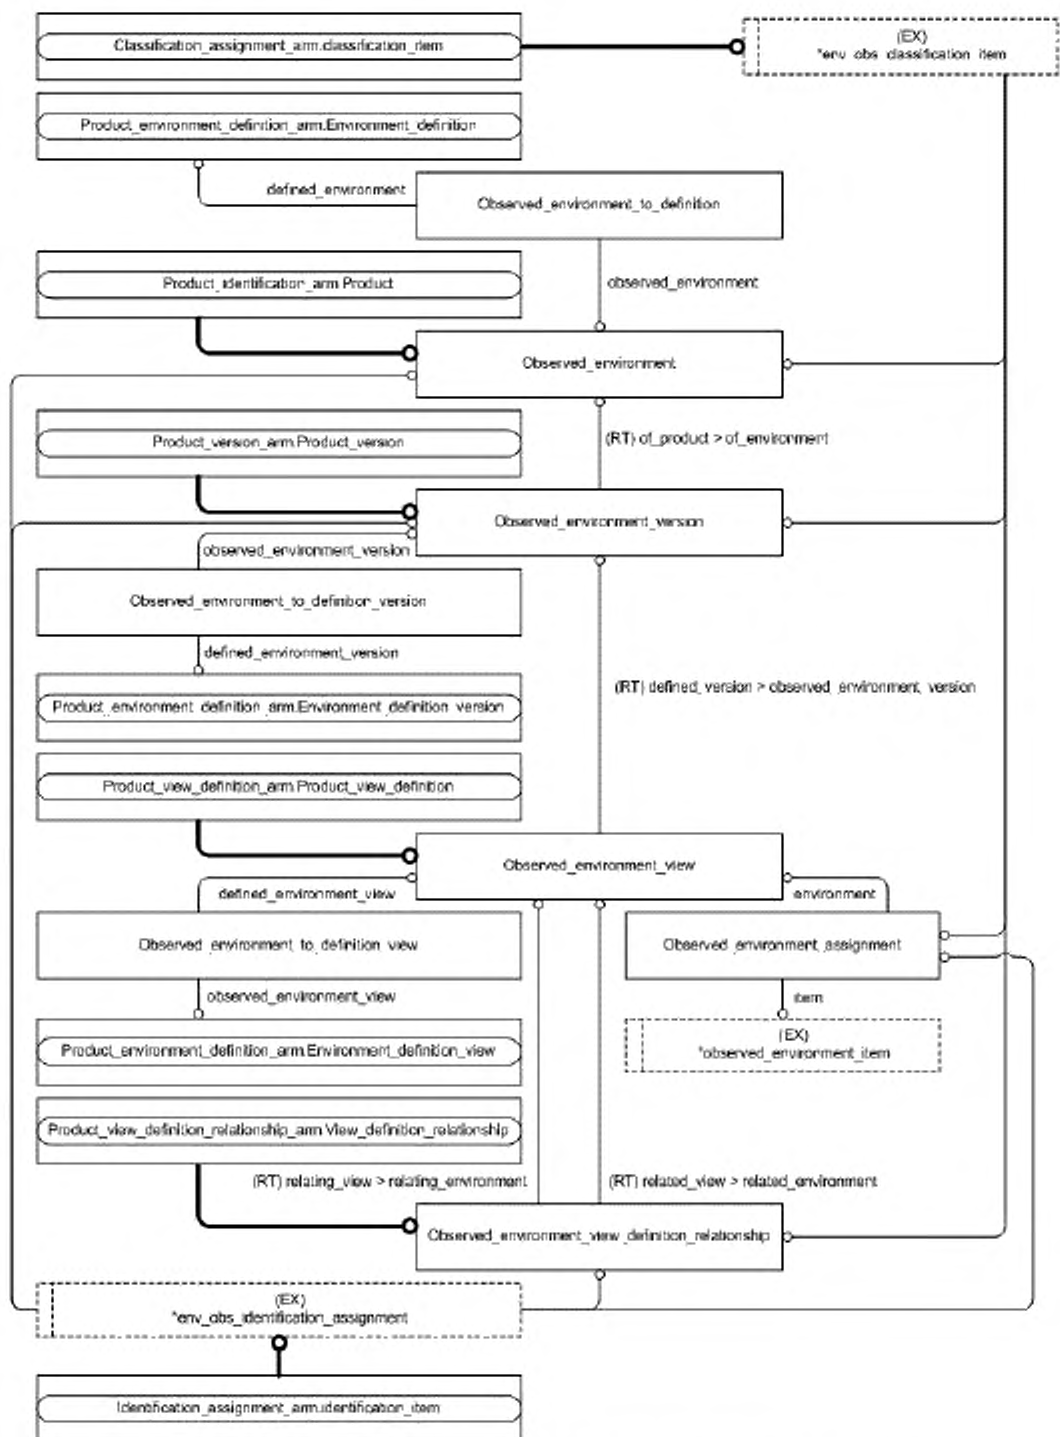 Classification_assignment_arm.classification_item
(EX)
*env_obs_classification_item
Product_environment_definition_arm.Environment_definition
defined_environment
Observed_environment_to_definition
Product_identification_arm.Product
observed_environment
Observed_environment
Product_version_arm.Product_version
(RT) of_product > of_environment
Observed_environment_version
observed_environment_version
Observed_environment_to_definition_version
defined_environment_version
(RT) defined_version > observed_environment_version
Product_environment_definition_arm.Environment_definition_version
Product_view_definition_arm.Product_view_definition
Observed_environment_view
defined_environment_view
environment
Observed_environment_to_definition_view
Observed_environment_assignment
observed_environment_view
item
(EX)
*observed_environment_item
Product_environment_definition_arm.Environment_definition_view
Product_view_definition_relationship_arm.View_definition_relationship
(RT) relating_view > relating_environment
(RT) related_view > related_environment
Observed_environment_view_definition_relationship
(EX)
*env_obs_identification_assignment
Identification_assignment_arm.identification_item